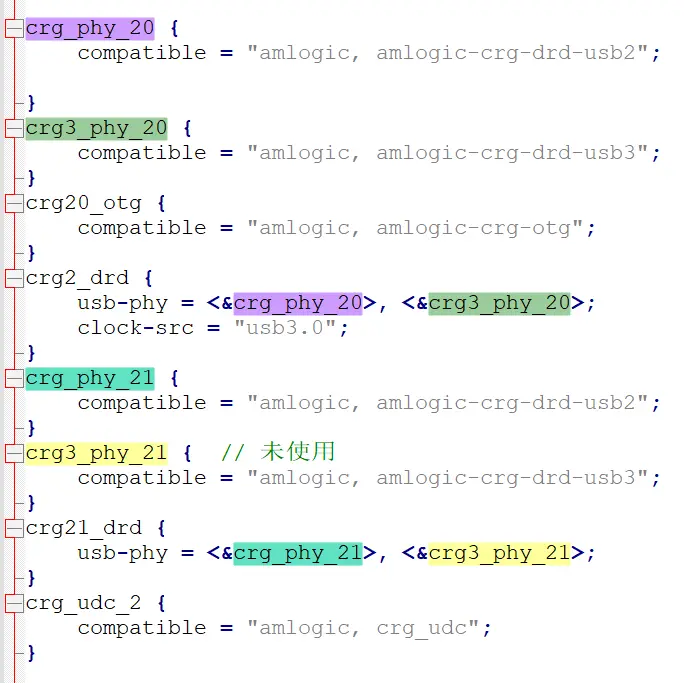 crg_phy_20 {
compatible = "amlogic, amlogic-crg-drd-usb2";
}
crg3_phy_20 {
compatible = "amlogic, amlogic-crg-drd-usb3";
}
crg20_otg {
compatible = "amlogic, amlogic-crg-otg";
}
crg2_drd {
usb-phy = <&crg_phy_20>, <&crg3_phy_20>;
clock-src = "usb3.0";
}
crg_phy_21 {
compatible = "amlogic, amlogic-crg-drd-usb2";
}
crg3_phy_21 { // 未使用
compatible = "amlogic, amlogic-crg-drd-usb3";
}
crg21_drd {
usb-phy = <&crg_phy_21>, <&crg3_phy_21>;
}
crg_udc_2 {
compatible = "amlogic, crg_udc";
}